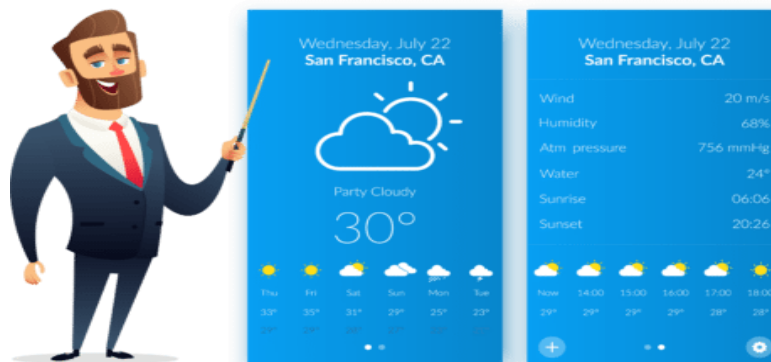 Wednesday, July 22
San Francisco, CA
Party Cloudy
30°
Thu Fri Sat Sun Mon Tue
33° 35° 31° 29° 25° 23°
Wednesday, July 22
San Francisco, CA
Wind 20 m/s
Humidity 68%
Atm pressure 756 mmHg
Water 24°
Sunrise 06:06
Sunset 20:26
Now 14:00 15:00 16:00 17:00 18:00
29° 29° 29° 29° 28° 28°